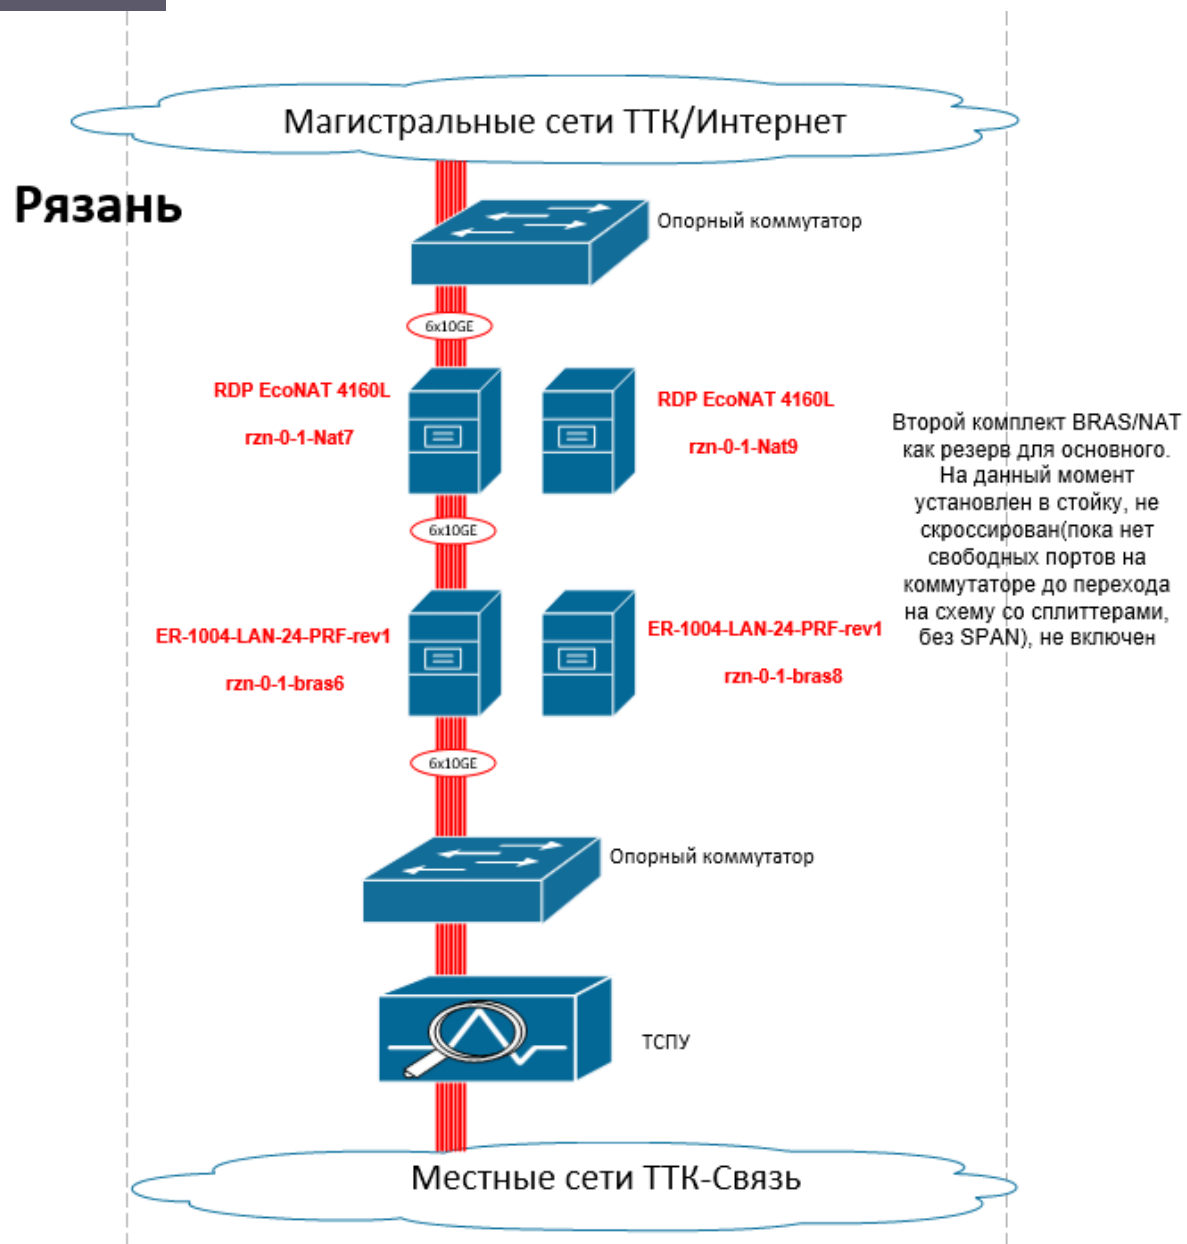 Магистральные сети ТТК/Интернет
Рязань
Опорный коммутатор
6x10GE
RDP EcoNAT 4160L
rzn-0-1-Nat7
RDP EcoNAT 4160L
rzn-0-1-Nat9
Второй комплект BRAS/NAT
как резерв для основного.
На данный момент
установлен в стойку, не
скроссирован(пока нет
свободных портов на
коммутаторе до перехода
на схему со сплиттерами,
без SPAN), не включен
6x10GE
ER-1004-LAN-24-PRF-rev1
rzn-0-1-bras6
ER-1004-LAN-24-PRF-rev1
rzn-0-1-bras8
6x10GE
Опорный коммутатор
ТСПУ
Местные сети ТТК-Связь